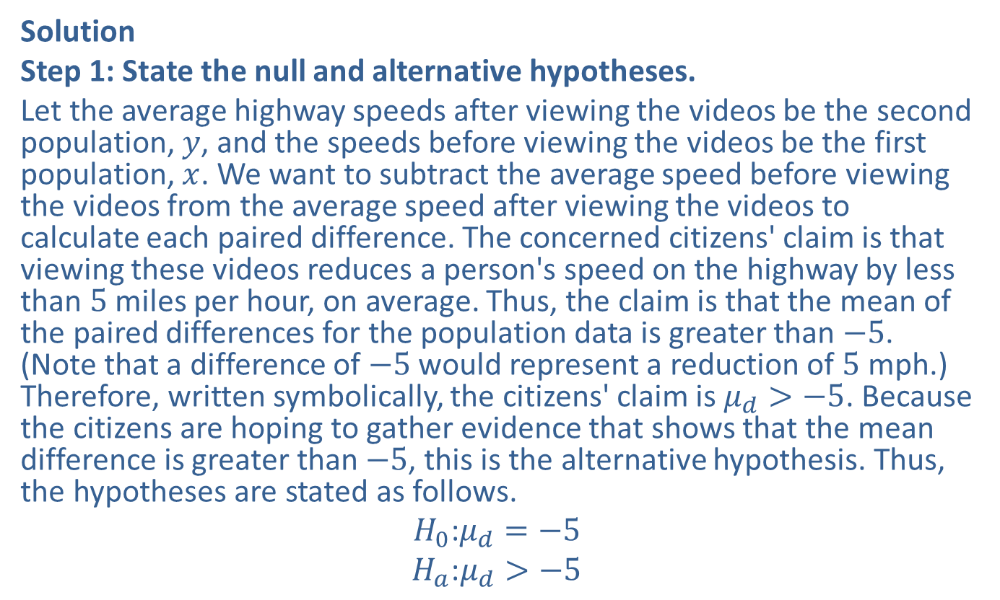 Solution
Step 1: State the null and alternative hypotheses.
Let the average highway speeds after viewing the videos be the second
population, y, and the speeds before viewing the videos be the first
population, x. We want to subtract the average speed before viewing
the videos from the average speed after viewing the videos to
calculate each paired difference. The concerned citizens' claim is that
viewing these videos reduces a person's speed on the highway by less
than 5 miles per hour, on average. Thus, the claim is that the mean of
the paired differences for the population data is greater than −5.
(Note that a difference of −5 would represent a reduction of 5 mph.)
Therefore, written symbolically, the citizens' claim is μ_d > −5. Because
the citizens are hoping to gather evidence that shows that the mean
difference is greater than −5, this is the alternative hypothesis. Thus,
the hypotheses are stated as follows.
H₀:μ_d = −5
Hₐ:μ_d > −5